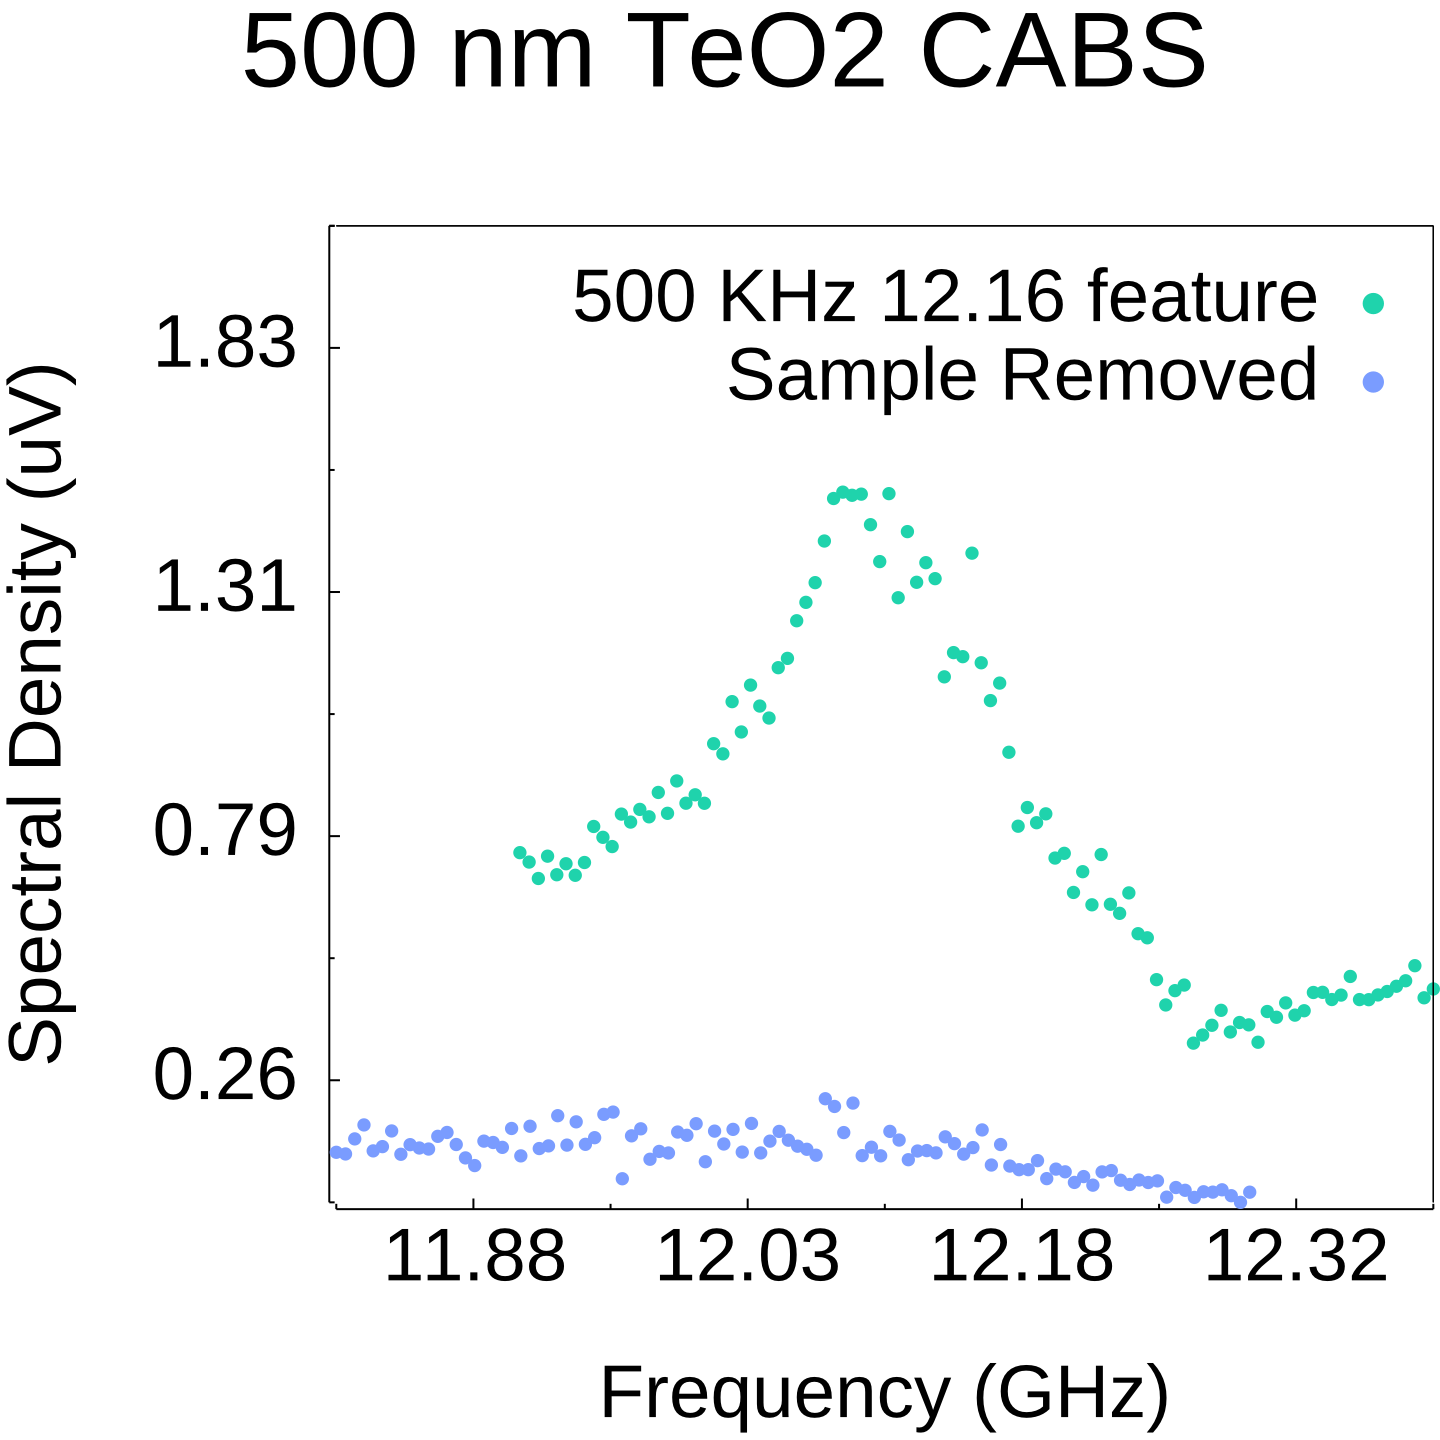 500 nm TeO2 CABS
500 KHz 12.16 feature
Sample Removed
1.83
1.31
0.79
0.26
Spectral Density (uV)
11.88 12.03 12.18 12.32
Frequency (GHz)